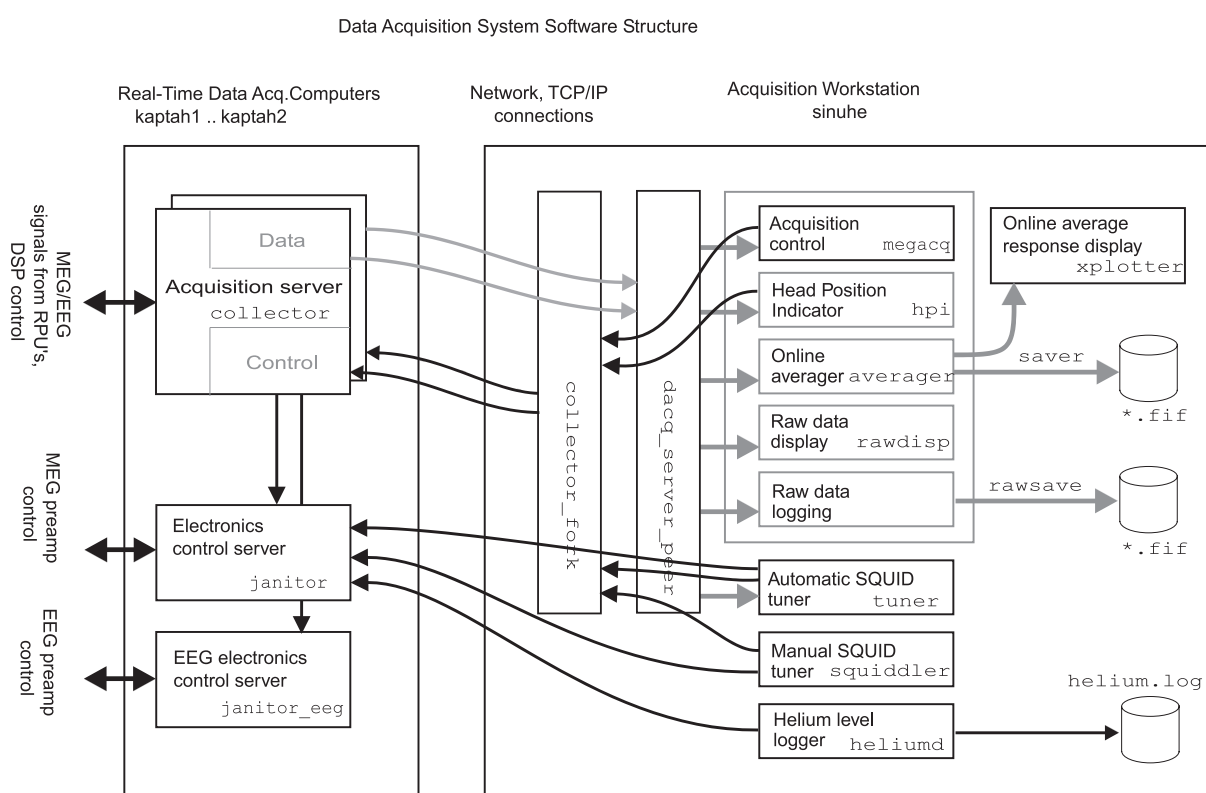 Data Acquisition System Software Structure
Real-Time Data Acq.Computers
kaptah1 .. kaptah2
Network, TCP/IP
connections
Acquisition Workstation
sinuhe
MEG/EEG
signals from RPU's,
DSP control
Data
Acquisition server
collector
Control
MEG preamp
control
Electronics
control server
janitor
EEG preamp
control
EEG electronics
control server
janitor_eeg
collector_fork
dacq_server_peer
Acquisition
control megacq
Head Position
Indicator hpi
Online
averager averager
Raw data
display rawdisp
Raw data
logging
Automatic SQUID
tuner tuner
Manual SQUID
tuner squiddler
Helium level
logger heliumd
Online average
response display
xplotter
saver
*.fif
rawsave
*.fif
helium.log